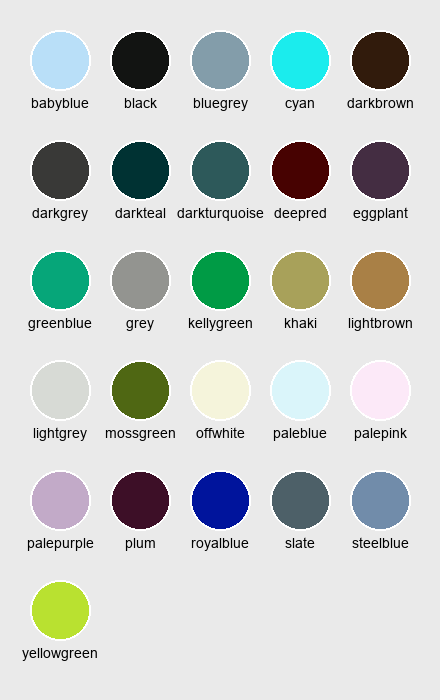 babyblue black bluegrey cyan darkbrown
darkgrey darkteal darkturquoise deepred eggplant
greenblue grey kellygreen khaki lightbrown
lightgrey mossgreen offwhite paleblue palepink
palepurple plum royalblue slate steelblue
yellowgreen